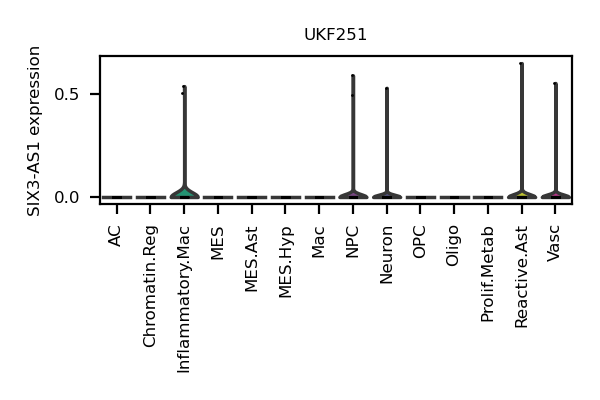 UKF251
SIX3-AS1 expression
0.5
0.0
AC
Chromatin.Reg
Inflammatory.Mac
MES
MES.Ast
MES.Hyp
Mac
NPC
Neuron
OPC
Oligo
Prolif.Metab
Reactive.Ast
Vasc